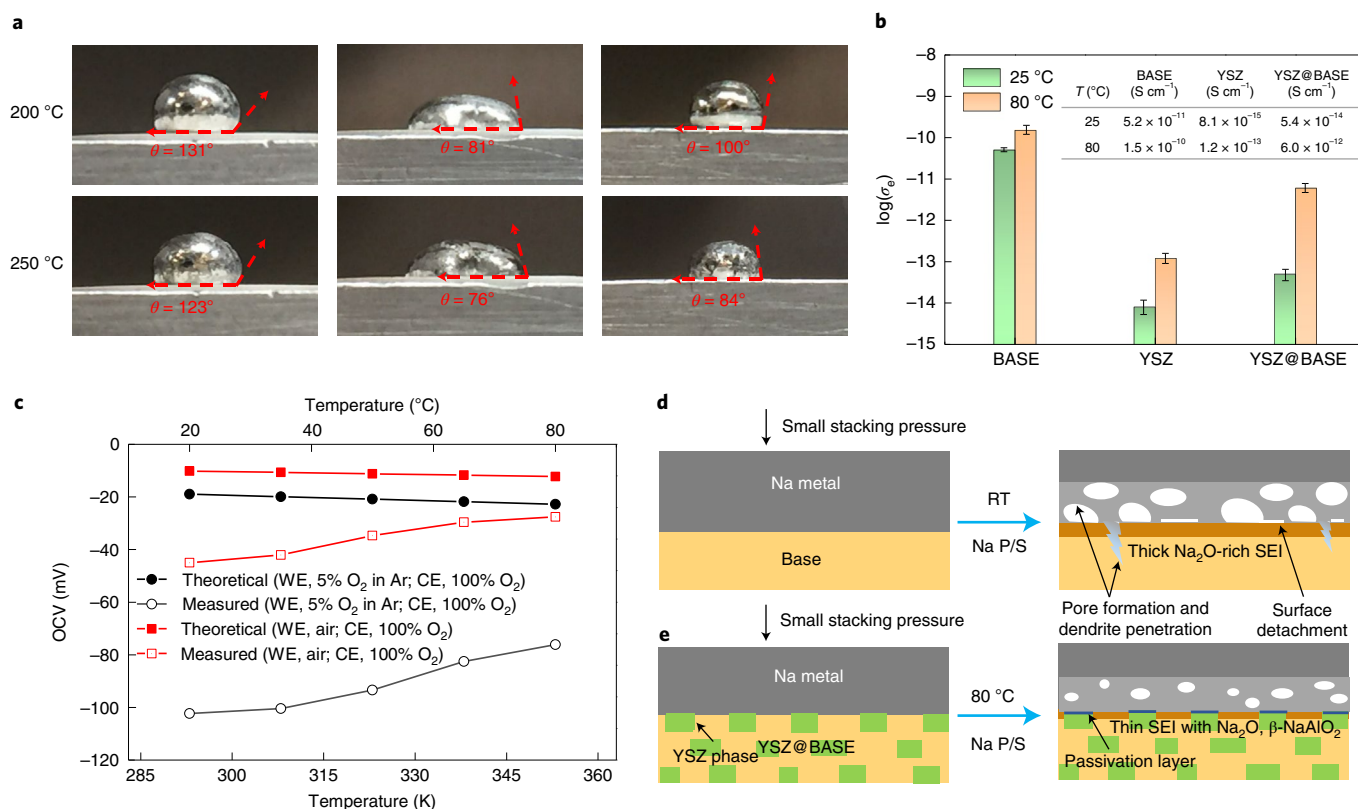 a
200 °C
θ = 131°
θ = 81°
θ = 100°
250 °C
θ = 123°
θ = 76°
θ = 84°
b
log(σₑ)
−8
−9
−10
−11
−12
−13
−14
−15
25 °C
80 °C
T (°C) BASE (S cm⁻¹) YSZ (S cm⁻¹) YSZ@BASE (S cm⁻¹)
25 5.2 × 10⁻¹¹ 8.1 × 10⁻¹⁵ 5.4 × 10⁻¹⁴
80 1.5 × 10⁻¹⁰ 1.2 × 10⁻¹³ 6.0 × 10⁻¹²
BASE YSZ YSZ@BASE
c
Temperature (°C)
20 40 60 80
OCV (mV)
0
−20
−40
−60
−80
−100
−120
Theoretical (WE, 5% O₂ in Ar; CE, 100% O₂)
Measured (WE, 5% O₂ in Ar; CE, 100% O₂)
Theoretical (WE, air; CE, 100% O₂)
Measured (WE, air; CE, 100% O₂)
285 300 315 330 345 360
Temperature (K)
d
Small stacking pressure
Na metal
Base
RT
Na P/S
Thick Na₂O-rich SEI
Pore formation and
dendrite penetration
Surface
detachment
e
Small stacking pressure
Na metal
YSZ phase
YSZ@BASE
80 °C
Na P/S
Thin SEI with Na₂O, β-NaAlO₂
Passivation layer